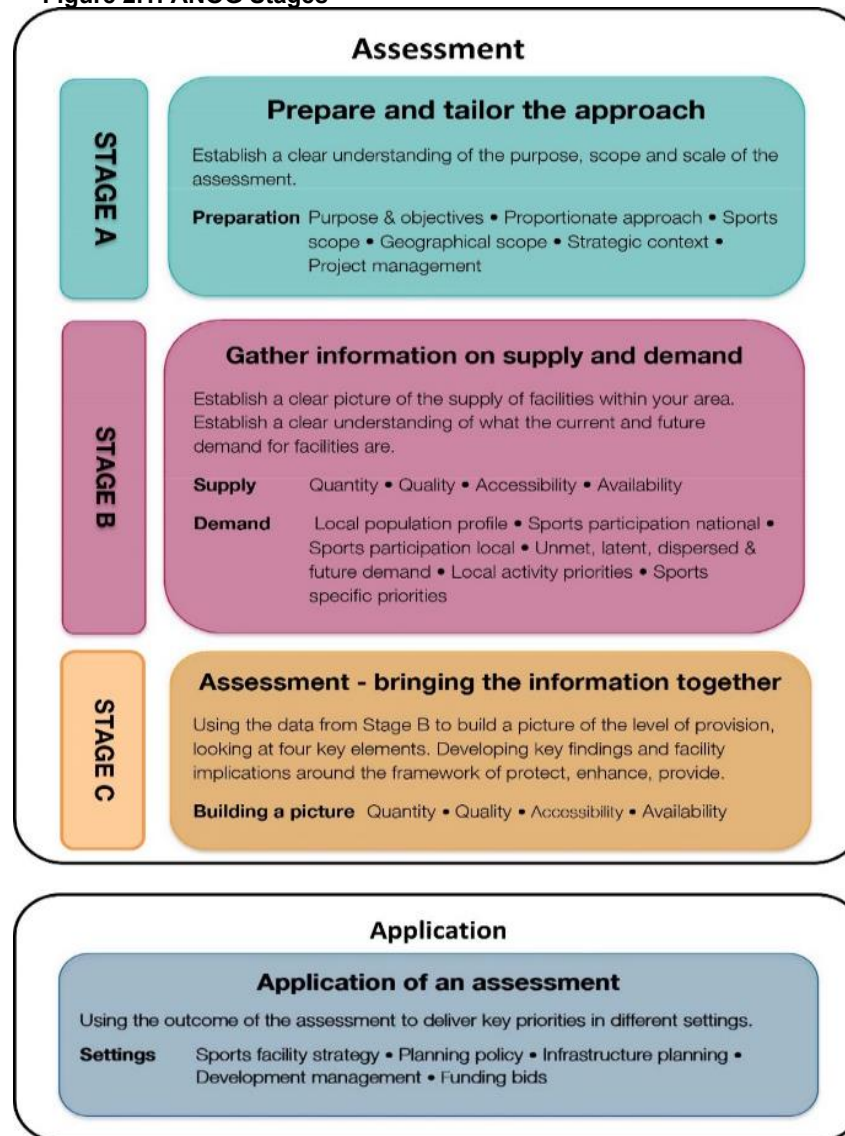 Figure 2.1: ANOG Stages
Assessment
STAGE A
Prepare and tailor the approach
Establish a clear understanding of the purpose, scope and scale of the
assessment.
Preparation Purpose & objectives • Proportionate approach • Sports
scope • Geographical scope • Strategic context •
Project management
STAGE B
Gather information on supply and demand
Establish a clear picture of the supply of facilities within your area.
Establish a clear understanding of what the current and future
demand for facilities are.
Supply Quantity • Quality • Accessibility • Availability
Demand Local population profile • Sports participation national •
Sports participation local • Unmet, latent, dispersed &
future demand • Local activity priorities • Sports
specific priorities
STAGE C
Assessment - bringing the information together
Using the data from Stage B to build a picture of the level of provision,
looking at four key elements. Developing key findings and facility
implications around the framework of protect, enhance, provide.
Building a picture Quantity • Quality • Accessibility • Availability
Application
Application of an assessment
Using the outcome of the assessment to deliver key priorities in different settings.
Settings Sports facility strategy • Planning policy • Infrastructure planning •
Development management • Funding bids